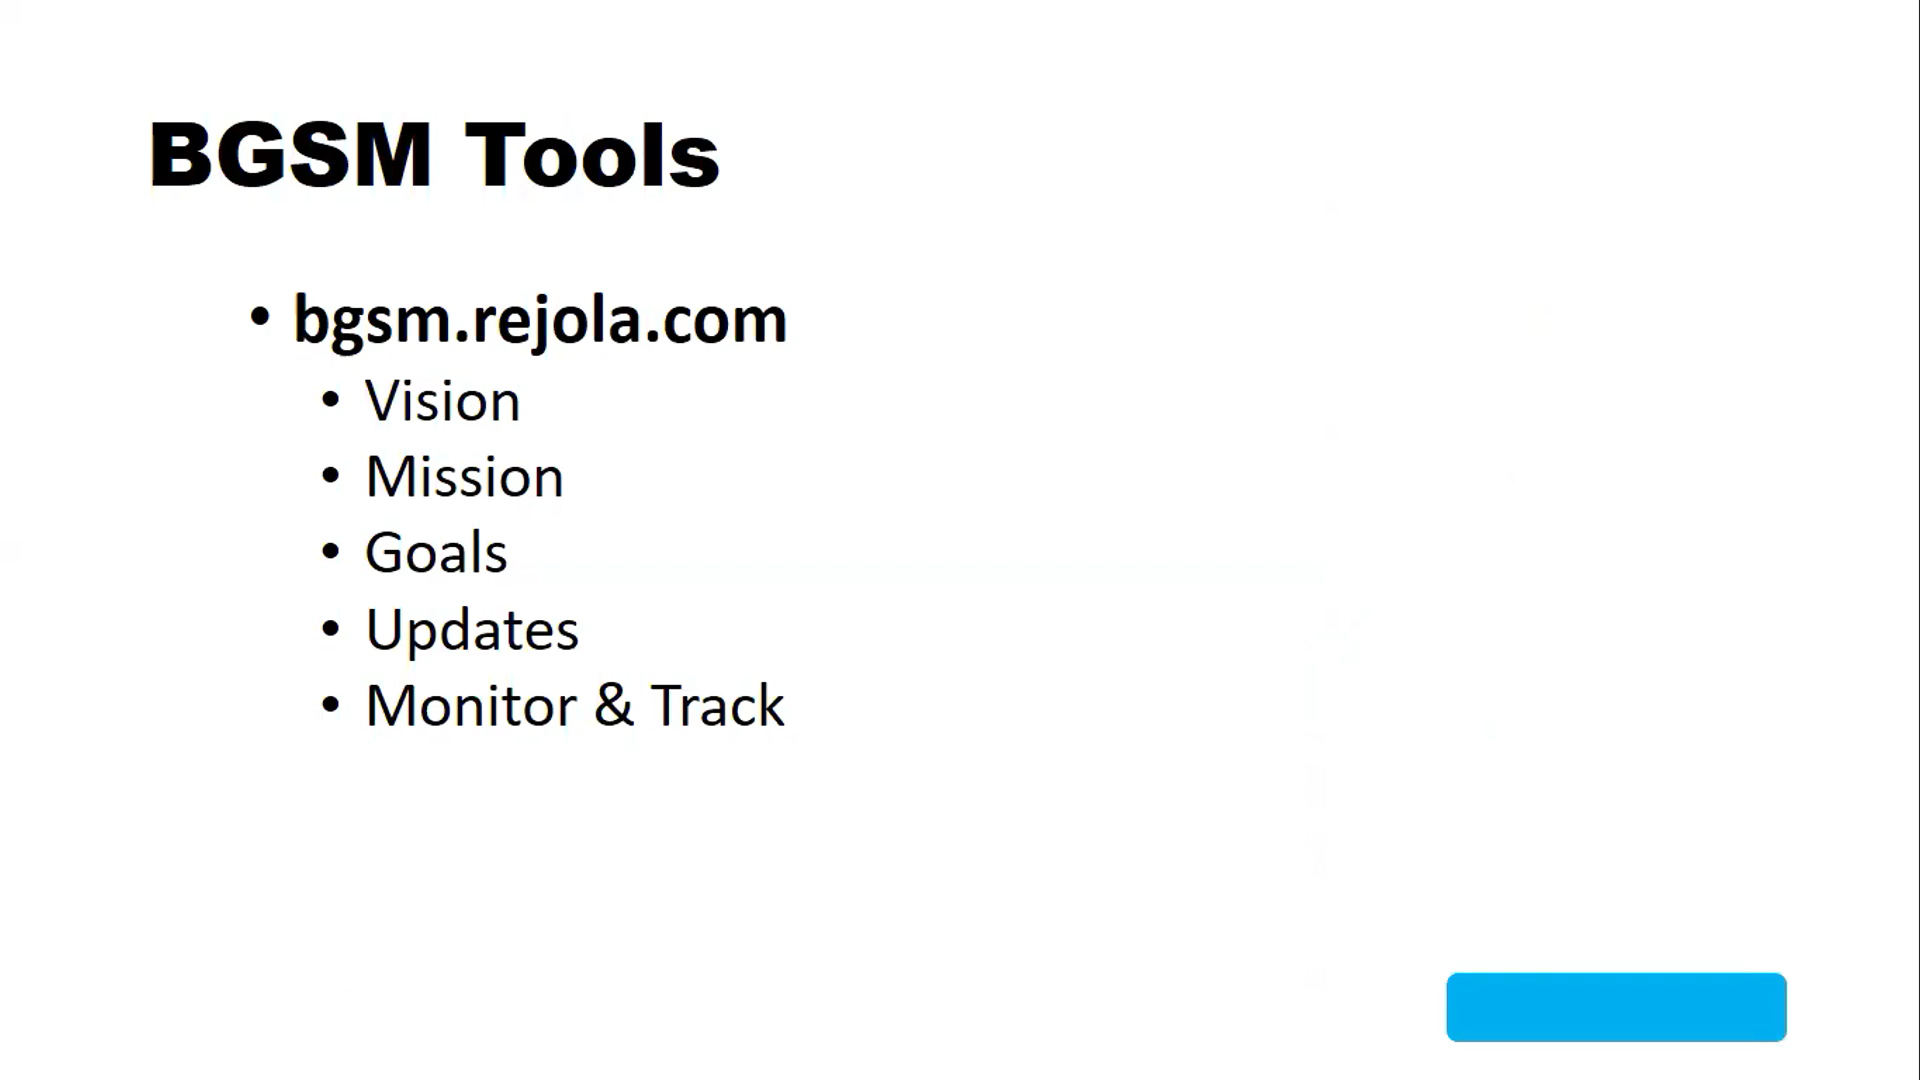 BGSM Tools
• bgsm.rejola.com
• Vision
• Mission
• Goals
• Updates
• Monitor & Track